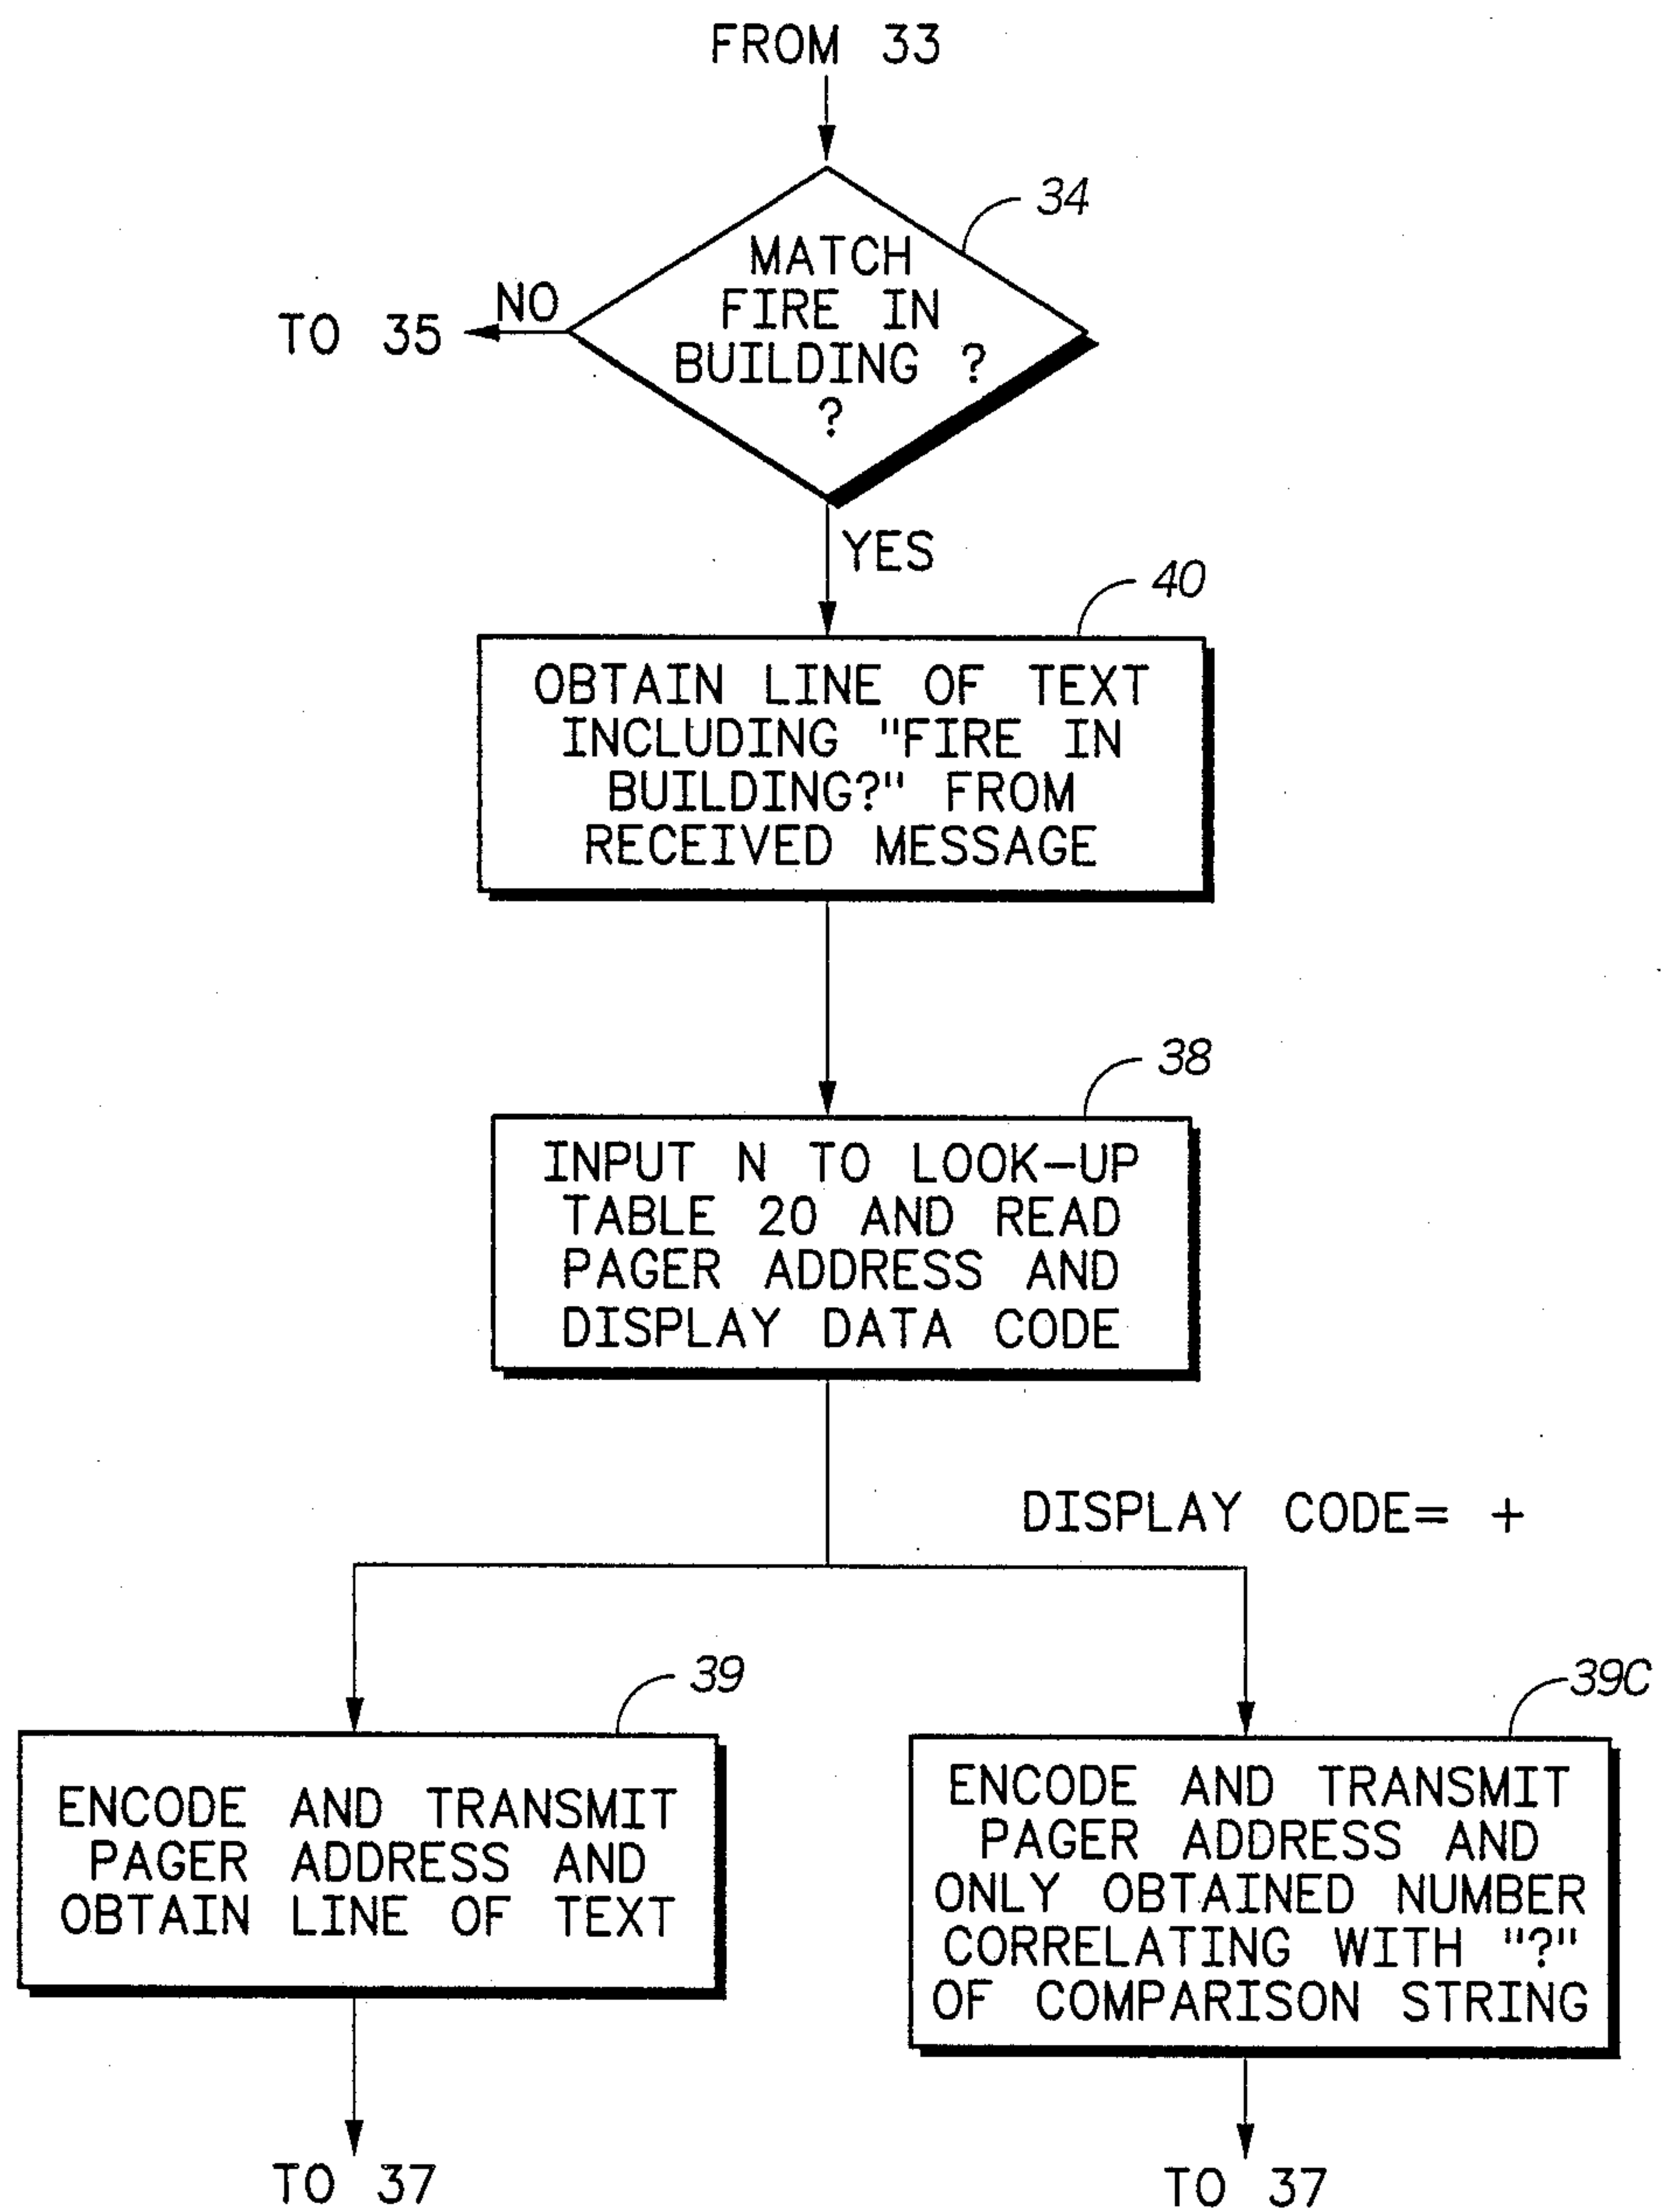 FROM 33
34
MATCH
FIRE IN
BUILDING ?
?
NO
TO 35
YES
40
OBTAIN LINE OF TEXT
INCLUDING "FIRE IN
BUILDING?" FROM
RECEIVED MESSAGE
38
INPUT N TO LOOK-UP
TABLE 20 AND READ
PAGER ADDRESS AND
DISPLAY DATA CODE
DISPLAY CODE= +
39
ENCODE AND TRANSMIT
PAGER ADDRESS AND
OBTAIN LINE OF TEXT
TO 37
39C
ENCODE AND TRANSMIT
PAGER ADDRESS AND
ONLY OBTAINED NUMBER
CORRELATING WITH "?"
OF COMPARISON STRING
TO 37